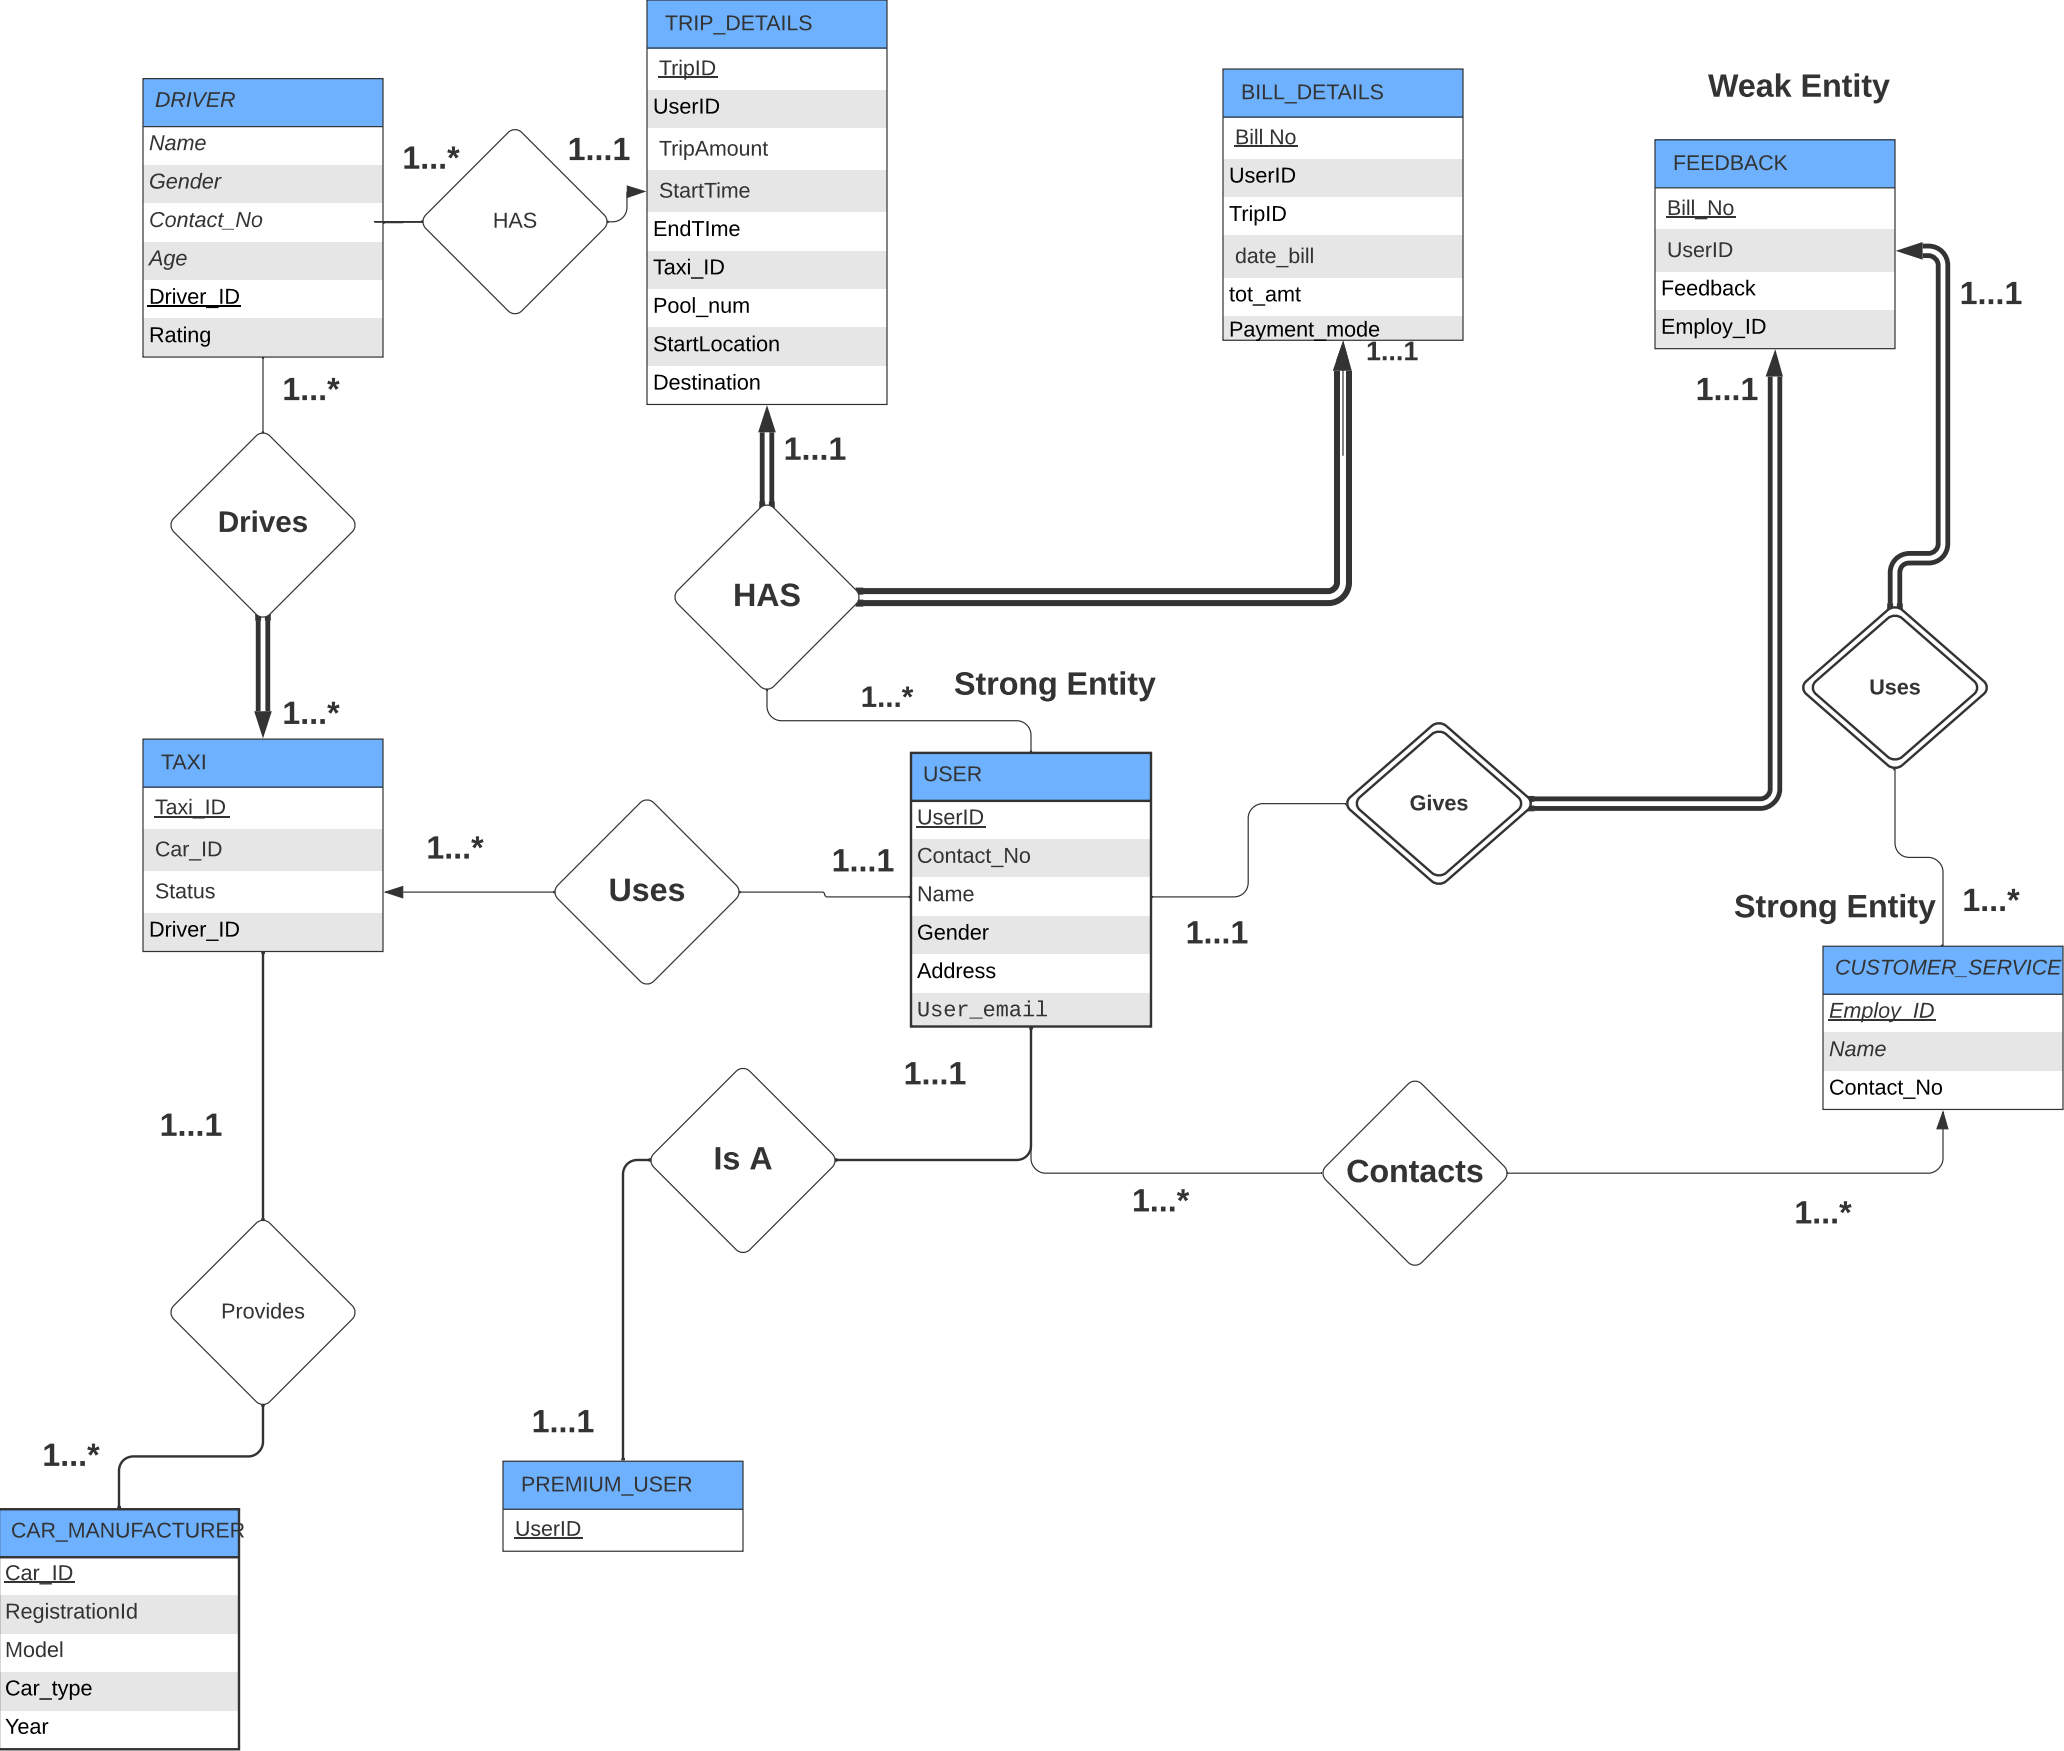 TRIP_DETAILS
TripID
UserID
TripAmount
StartTime
EndTIme
Taxi_ID
Pool_num
StartLocation
Destination
DRIVER
Name
Gender
Contact_No
Age
Driver_ID
Rating
1...*
HAS
1...1
BILL_DETAILS
Bill No
UserID
TripID
date_bill
tot_amt
Payment_mode
1...1
Weak Entity
FEEDBACK
Bill_No
UserID
Feedback
Employ_ID
1...1
1...1
1...*
Drives
1...*
1...1
HAS
1...*
Strong Entity
Uses
TAXI
Taxi_ID
Car_ID
Status
Driver_ID
1...*
Uses
1...1
USER
UserID
Contact_No
Name
Gender
Address
User_email
Gives
1...1
Strong Entity
1...*
CUSTOMER_SERVICE
Employ_ID
Name
Contact_No
1...1
1...1
Is A
1...*
Contacts
1...*
Provides
1...1
1...*
PREMIUM_USER
UserID
CAR_MANUFACTURER
Car_ID
RegistrationId
Model
Car_type
Year